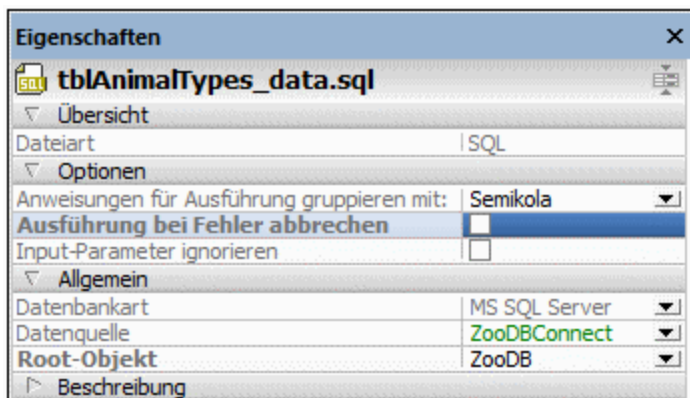 Eigenschaften
tblAnimalTypes_data.sql
Übersicht
Dateiart SQL
Optionen
Anweisungen für Ausführung gruppieren mit: Semikola
Ausführung bei Fehler abbrechen
Input-Parameter ignorieren
Allgemein
Datenbankart MS SQL Server
Datenquelle ZooDBConnect
Root-Objekt ZooDB
Beschreibung